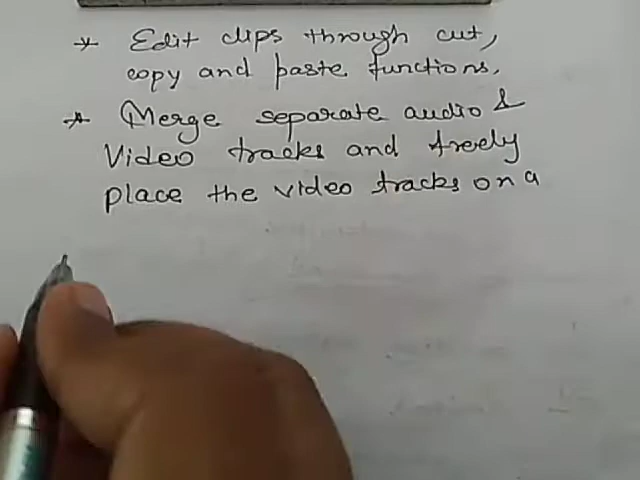 * Edit clips through cut,
copy and paste functions.
* Merge separate audio &
Video tracks and freely
place the video tracks on a